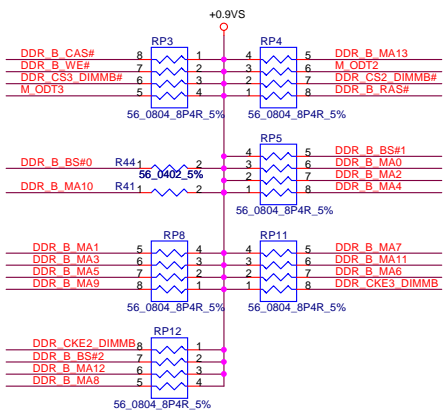 +0.9VS
RP3 RP4
DDR_B_CAS# 8 1 4 5 DDR_B_MA13
DDR_B_WE# 7 2 3 6 M_ODT2
DDR_CS3_DIMMB# 6 3 2 7 DDR_CS2_DIMMB#
M_ODT3 5 4 1 8 DDR_B_RAS#
56_0804_8P4R_5% 56_0804_8P4R_5%
RP5
4 5 DDR_B_BS#1
DDR_B_BS#0 R44 1 2 3 6 DDR_B_MA0
56_0402_5% 2 7 DDR_B_MA2
DDR_B_MA10 R41 1 2 1 8 DDR_B_MA4
56_0804_8P4R_5%
RP8 RP11
DDR_B_MA1 5 4 4 5 DDR_B_MA7
DDR_B_MA3 6 3 3 6 DDR_B_MA11
DDR_B_MA5 7 2 2 7 DDR_B_MA6
DDR_B_MA9 8 1 1 8 DDR_CKE3_DIMMB
56_0804_8P4R_5% 56_0804_8P4R_5%
RP12
DDR_CKE2_DIMMB 8 1
DDR_B_BS#2 7 2
DDR_B_MA12 6 3
DDR_B_MA8 5 4
56_0804_8P4R_5%